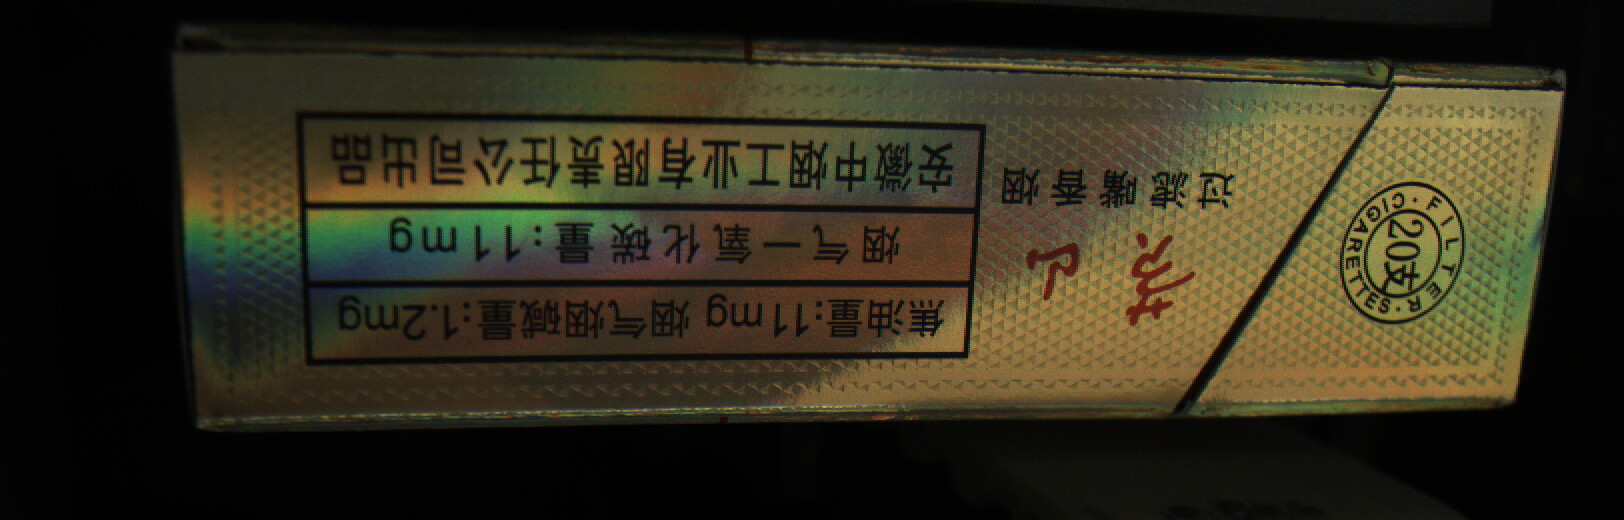 焦油量:11mg 烟气烟碱量:1.2mg
烟气一氧化碳量:11mg
安徽中烟工业有限责任公司出品
过滤嘴香烟
FILTER·CIGARETTES·
20支